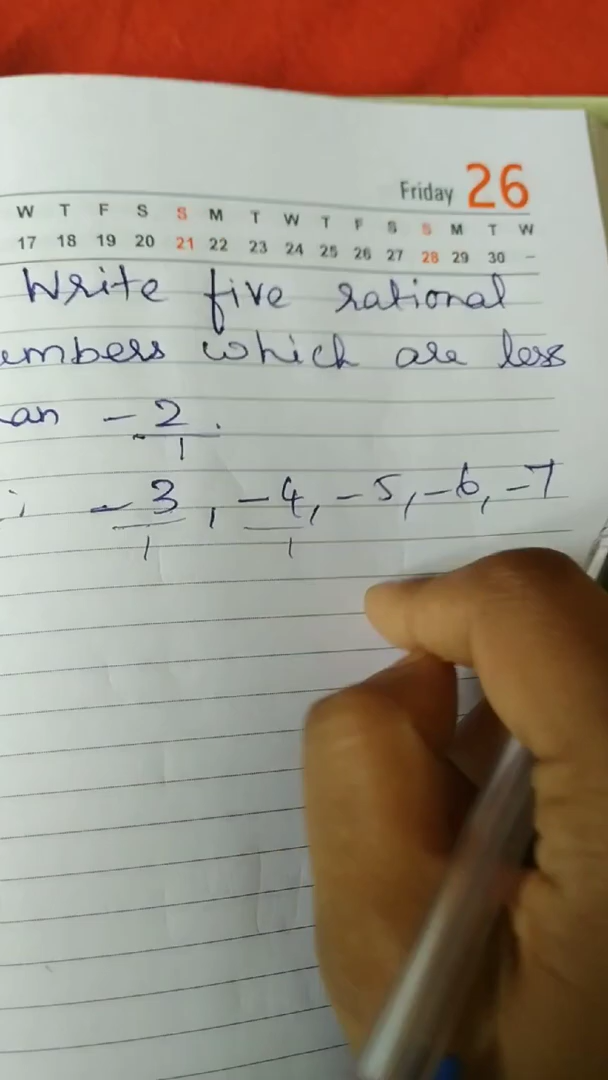 Friday 26
W T F S S M T W T F S S M T W
17 18 19 20 21 22 23 24 25 26 27 28 29 30 –
Write five rational
umbers which are less
an -2/1.
: -3/1, -4/1, -5, -6, -7